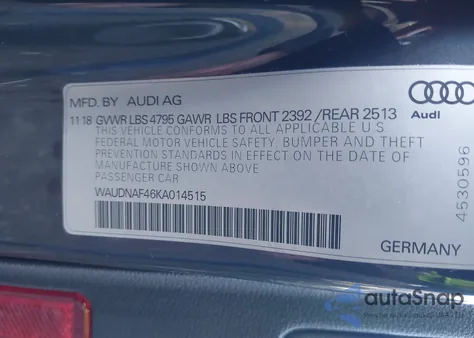 MFD. BY AUDI AG
11 18 GVWR LBS 4795 GAWR LBS FRONT 2392 /REAR 2513
THIS VEHICLE CONFORMS TO ALL APPLICABLE U.S.
FEDERAL MOTOR VEHICLE SAFETY, BUMPER AND THEFT
PREVENTION STANDARDS IN EFFECT ON THE DATE OF
MANUFACTURE SHOWN ABOVE
PASSENGER CAR
WAUDNAF46KA014515
Audi
4530596
GERMANY
autoSnap